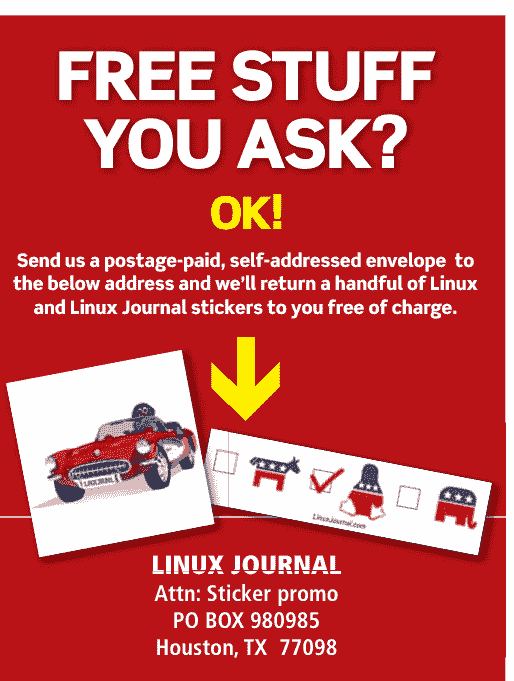 FREE STUFF
YOU ASK?
OK!
Send us a postage-paid, self-addressed envelope to
the below address and we’ll return a handful of Linux
and Linux Journal stickers to you free of charge.
LinuxJournal.com
LINUX JOURNAL
Attn: Sticker promo
PO BOX 980985
Houston, TX 77098